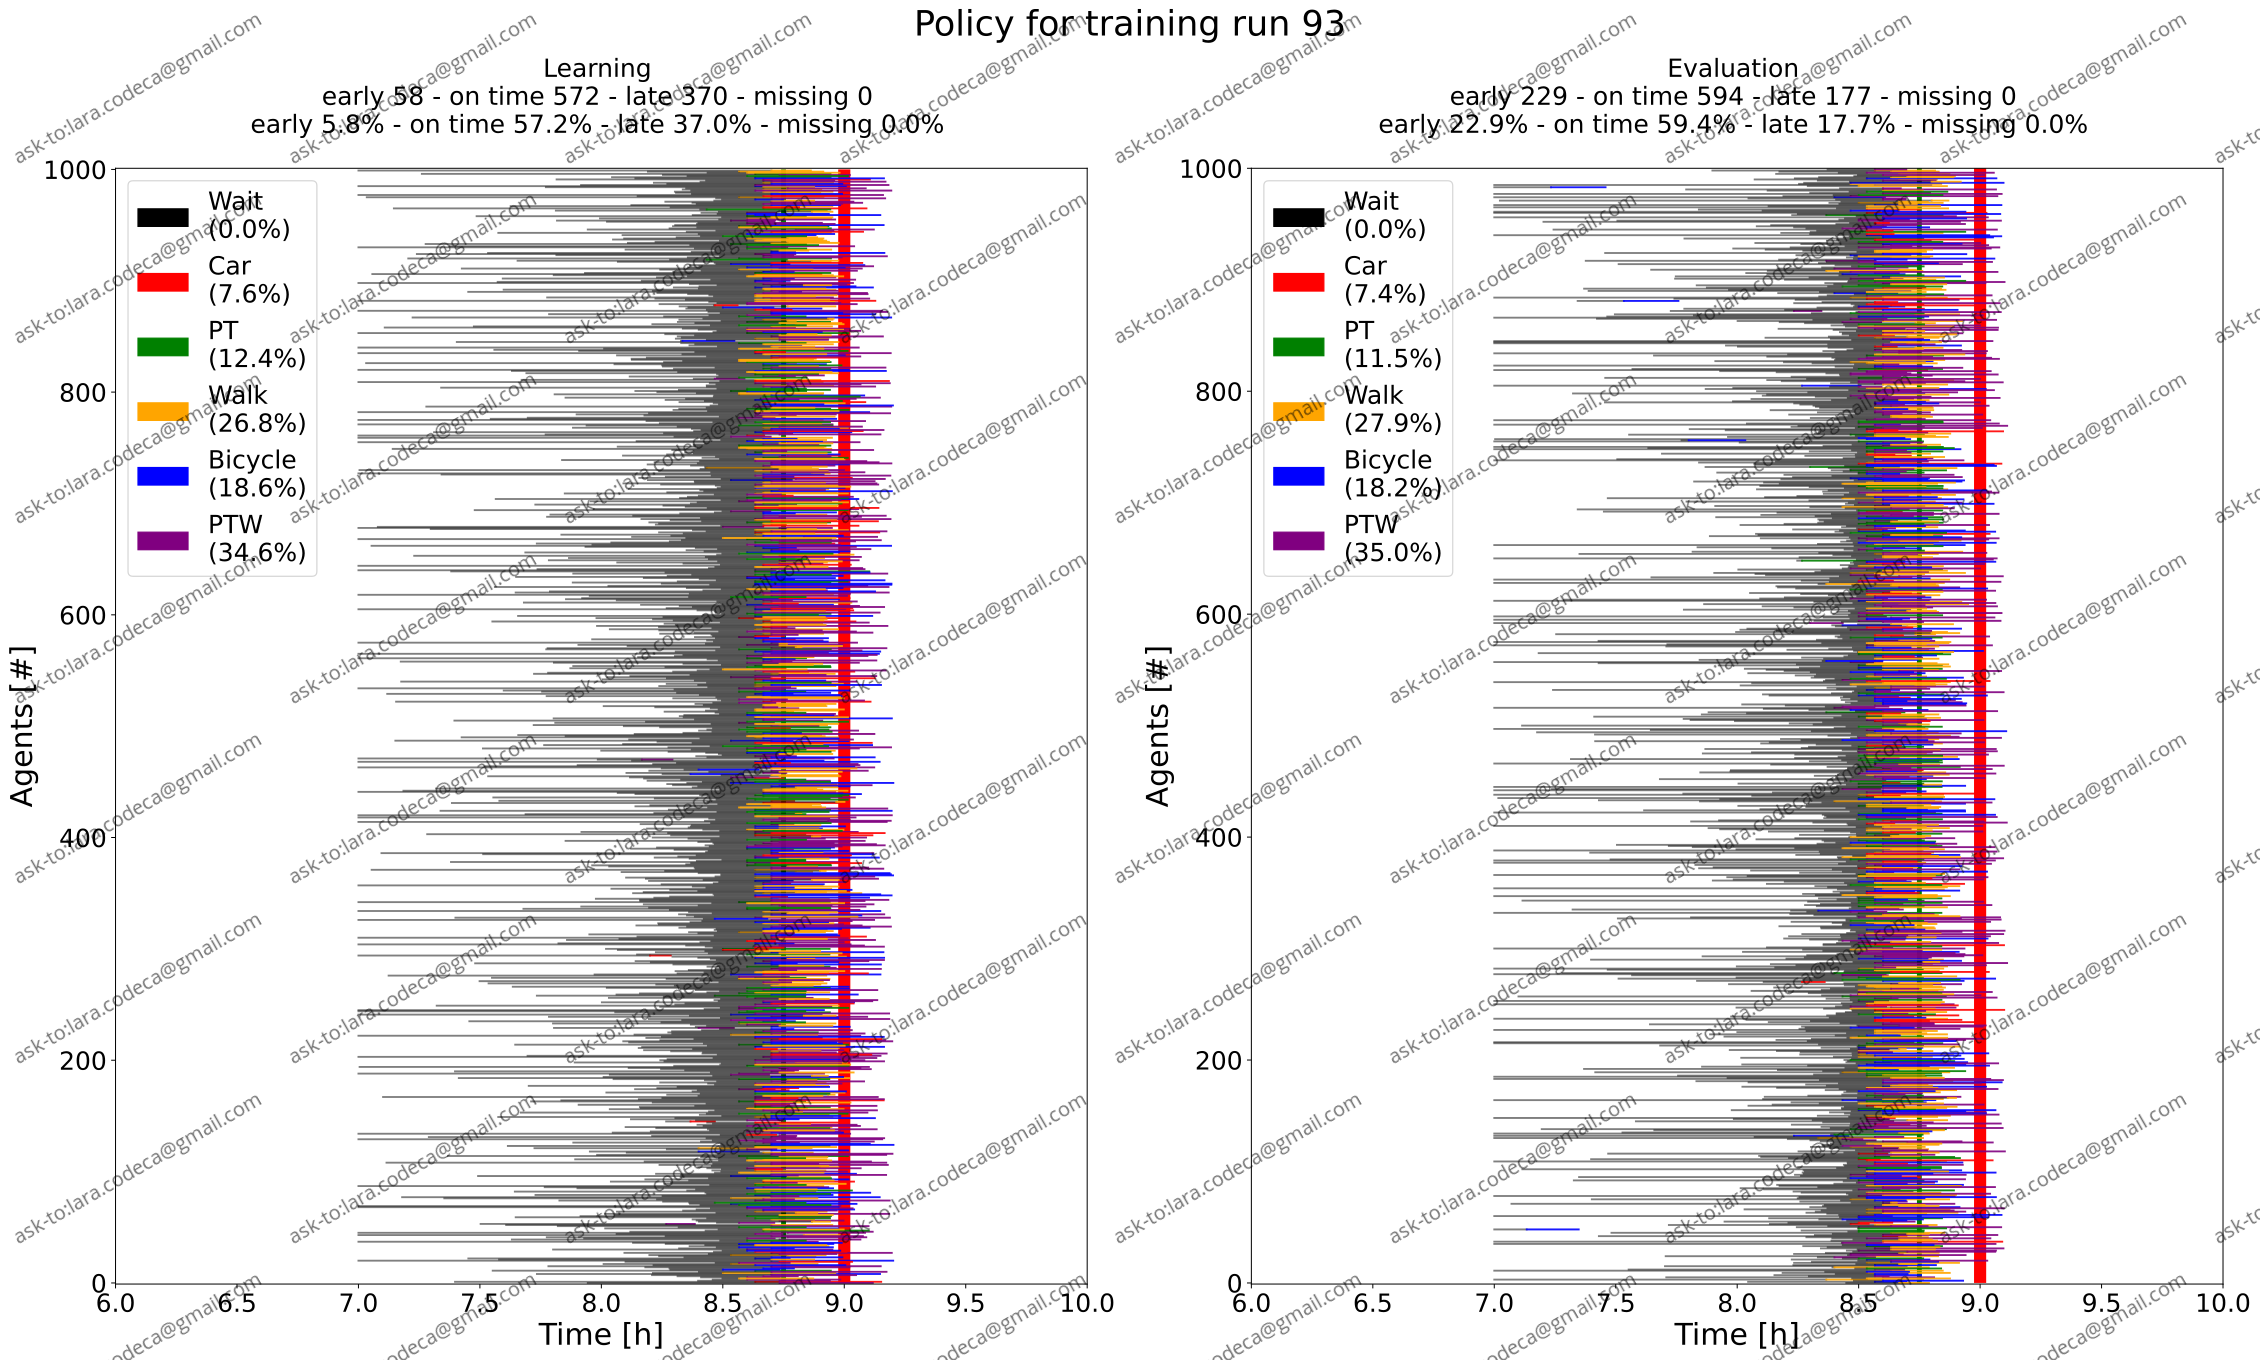 Policy for training run 93
Learning
early 58 - on time 572 - late 370 - missing 0
early 5.8% - on time 57.2% - late 37.0% - missing 0.0%
Evaluation
early 229 - on time 594 - late 177 - missing 0
early 22.9% - on time 59.4% - late 17.7% - missing 0.0%
Agents [#]
1000
800
600
400
200
0
Wait
(0.0%)
Car
(7.6%)
PT
(12.4%)
Walk
(26.8%)
Bicycle
(18.6%)
PTW
(34.6%)
6.0 6.5 7.0 7.5 8.0 8.5 9.0 9.5 10.0
Time [h]
Agents [#]
1000
800
600
400
200
0
Wait
(0.0%)
Car
(7.4%)
PT
(11.5%)
Walk
(27.9%)
Bicycle
(18.2%)
PTW
(35.0%)
6.0 6.5 7.0 7.5 8.0 8.5 9.0 9.5 10.0
Time [h]
ask-to:lara.codeca@gmail.com